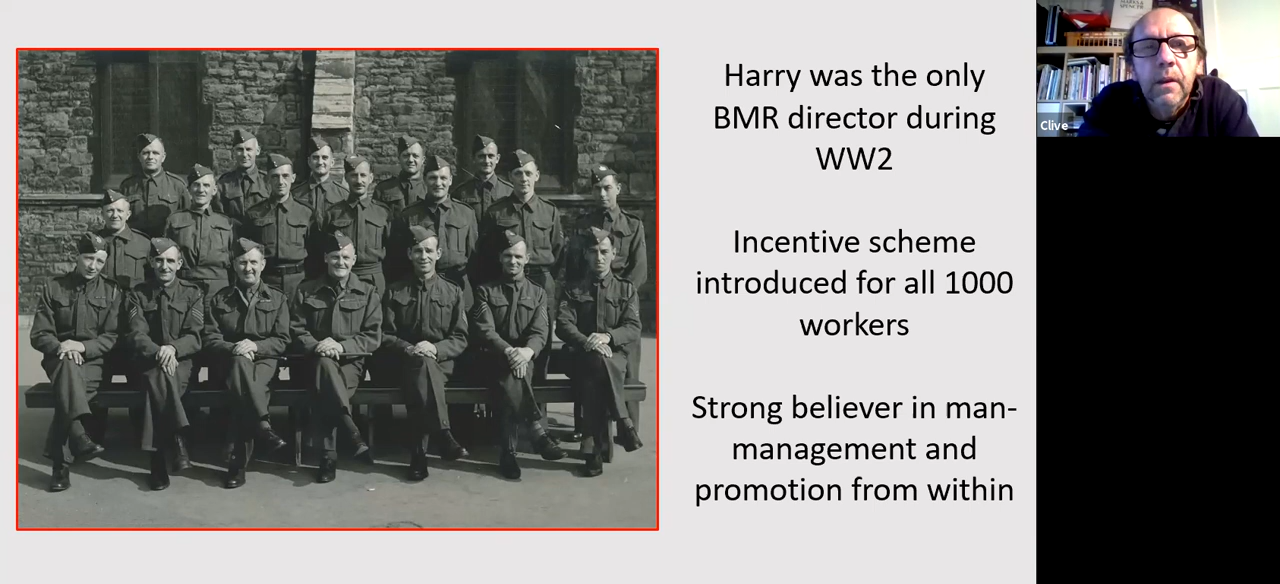 Harry was the only
BMR director during
WW2
Incentive scheme
introduced for all 1000
workers
Strong believer in man-
management and
promotion from within
Clive